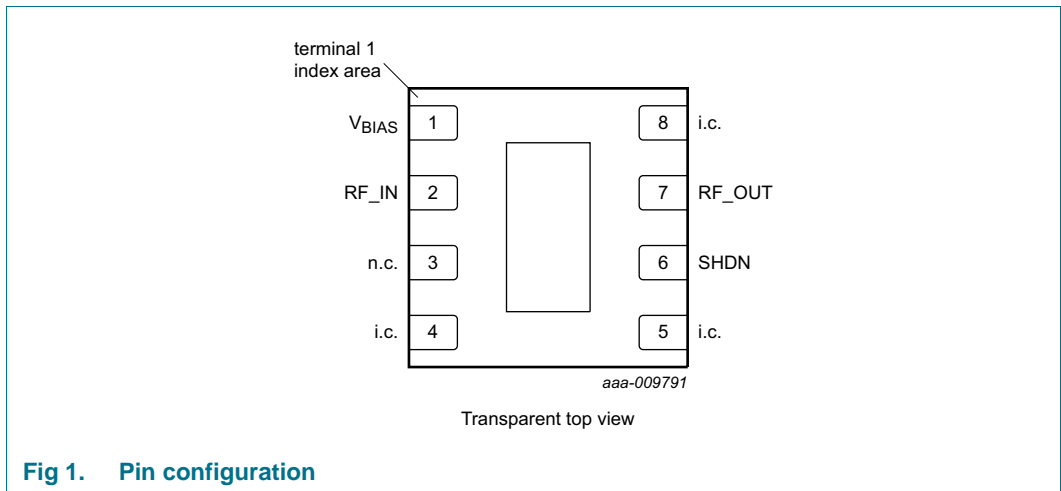 terminal 1
index area
VBIAS 1 8 i.c.
RF_IN 2 7 RF_OUT
n.c. 3 6 SHDN
i.c. 4 5 i.c.
aaa-009791
Transparent top view
Fig 1. Pin configuration